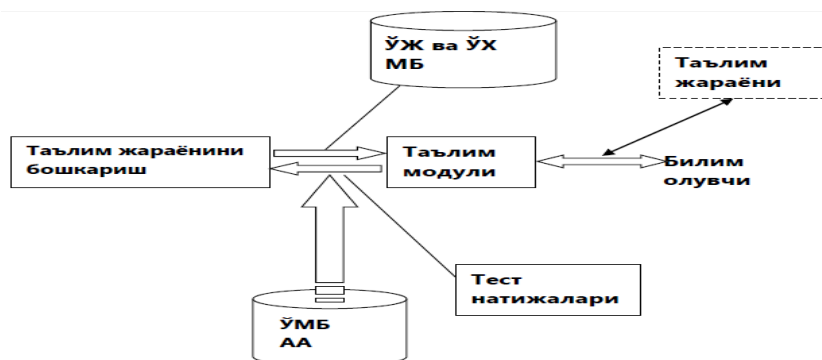 ЎЖ ва ЎХ
МБ
Таълим
жараёни
Таълим жараёнини
бошкариш
Таълим
модули
Билим
олувчи
Тест
натижалари
ЎМБ
АА